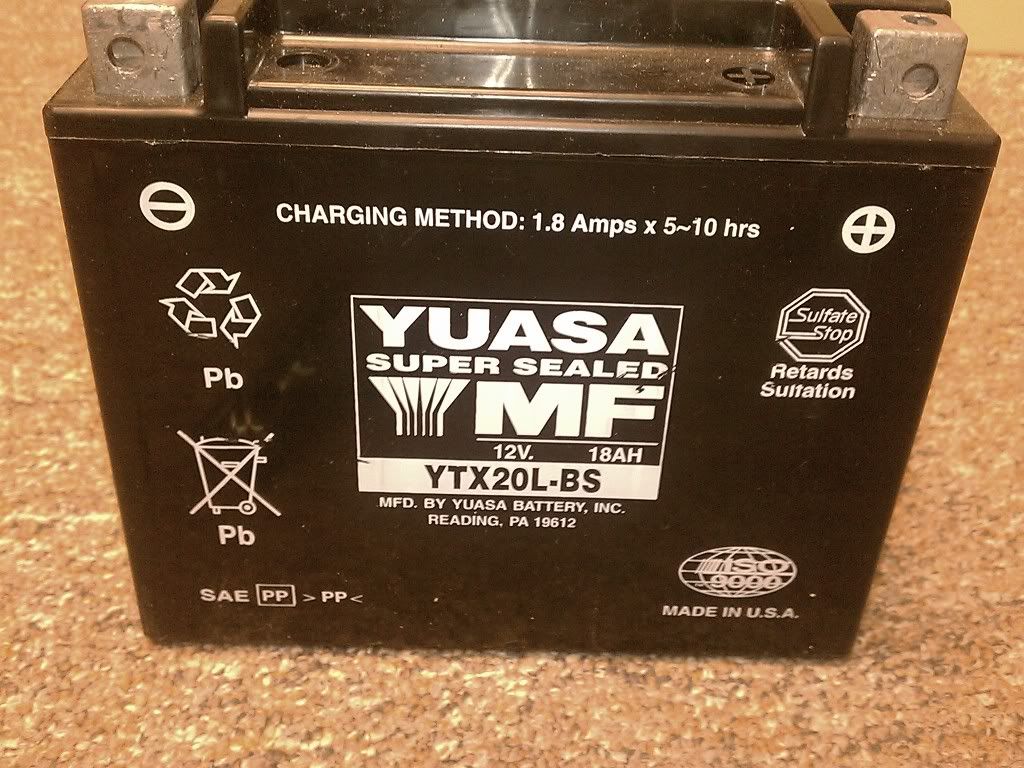 CHARGING METHOD: 1.8 Amps x 5~10 hrs
Pb
Pb
SAE PP > PP <
YUASA
SUPER SEALED
MF
12V. 18AH
YTX20L-BS
MFD. BY YUASA BATTERY, INC.
READING, PA 19612
Sulfate
Stop
Retards
Sulfation
ISO
9000
MADE IN U.S.A.